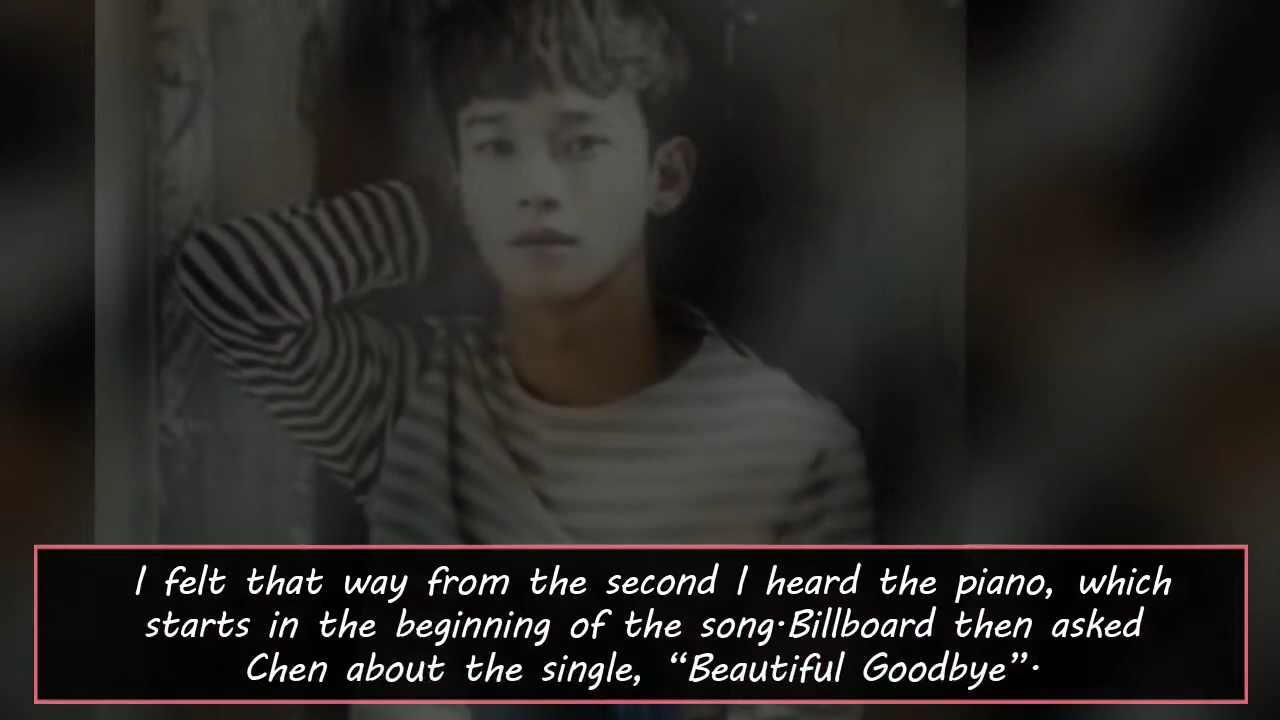 I felt that way from the second I heard the piano, which
starts in the beginning of the song·Billboard then asked
Chen about the single, “Beautiful Goodbye”·